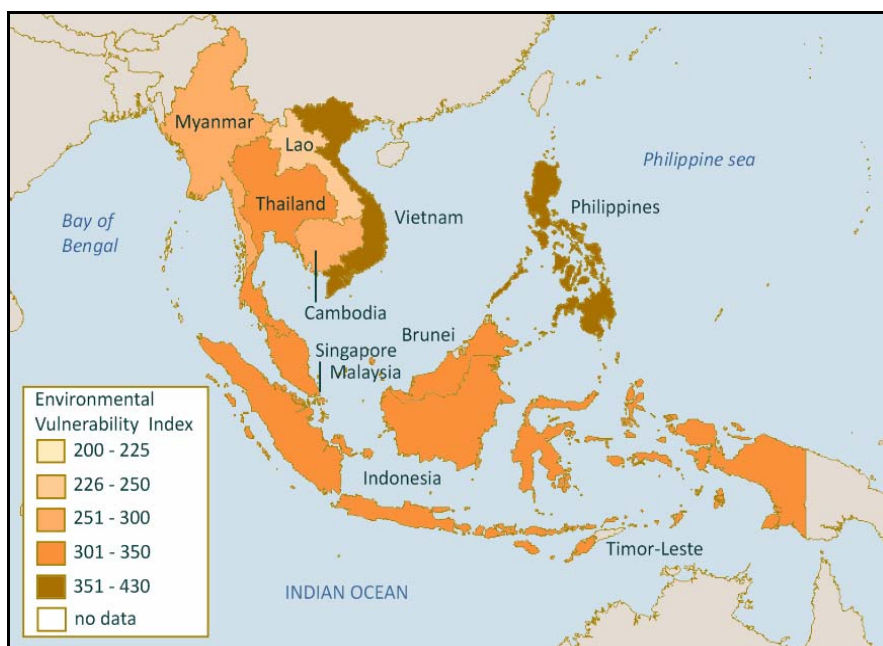 Myanmar
Lao
Philippine sea
Thailand
Philippines
Bay of
Bengal
Vietnam
Cambodia
Brunei
Singapore
Malaysia
Environmental
Vulnerability Index
200 - 225
226 - 250
251 - 300
301 - 350
351 - 430
no data
Indonesia
Timor-Leste
INDIAN OCEAN